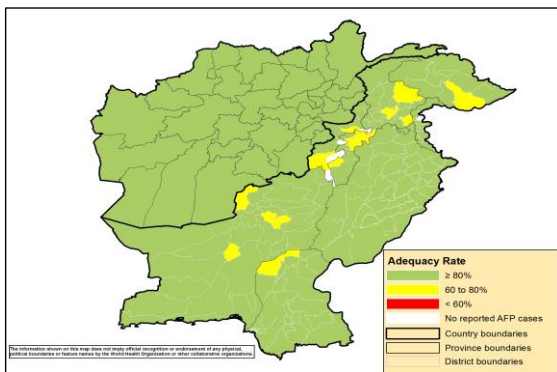 Adequacy Rate
≥ 80%
60 to 80%
< 60%
No reported AFP cases
Country boundaries
Province boundaries
District boundaries
The information shown on this map does not imply official recognition or endorsement of any physical,
political boundaries or feature names by the World Health Organization or other collaborative organizations.